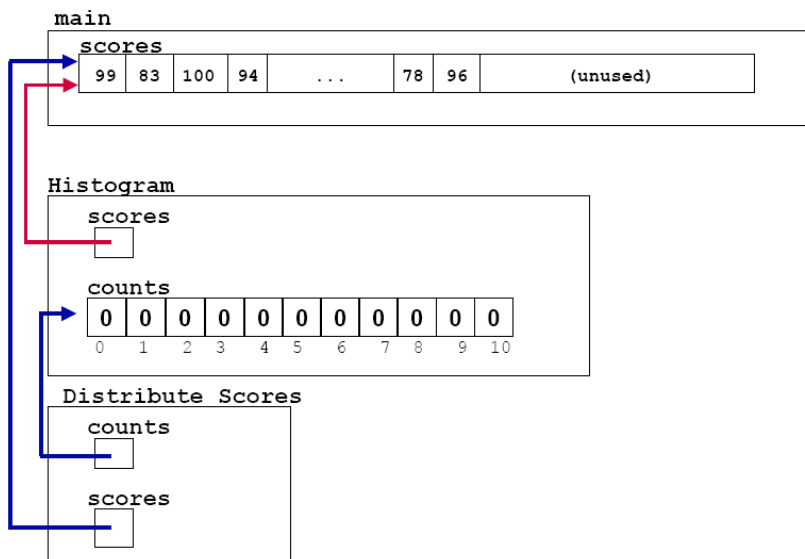 main
scores
99 83 100 94 ... 78 96 (unused)
Histogram
scores
counts
0 0 0 0 0 0 0 0 0 0 0
0 1 2 3 4 5 6 7 8 9 10
Distribute Scores
counts
scores